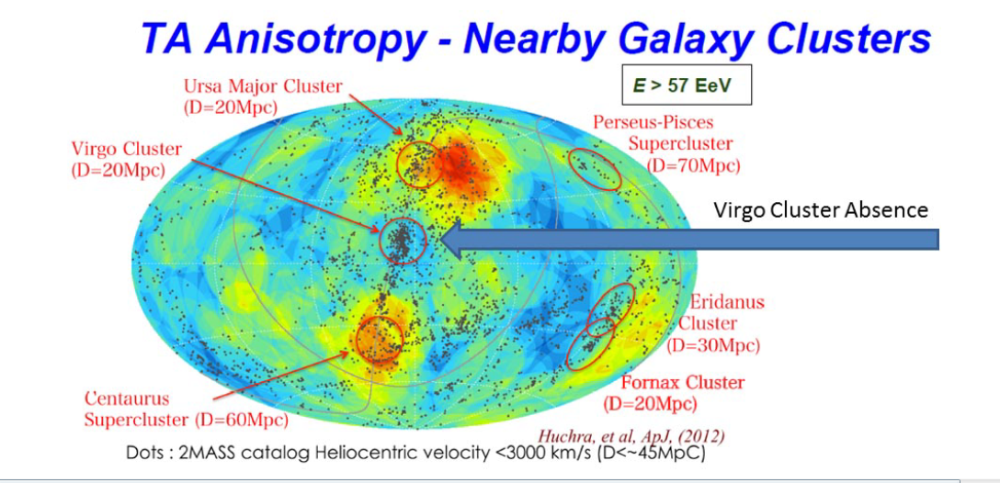 TA Anisotropy - Nearby Galaxy Clusters
E > 57 EeV
Ursa Major Cluster
(D=20Mpc)
Virgo Cluster
(D=20Mpc)
Perseus-Pisces
Supercluster
(D=70Mpc)
Virgo Cluster Absence
Eridanus
Cluster
(D=30Mpc)
Fornax Cluster
(D=20Mpc)
Centaurus
Supercluster (D=60Mpc)
Huchra, et al, ApJ, (2012)
Dots : 2MASS catalog Heliocentric velocity <3000 km/s (D<~45MpC)